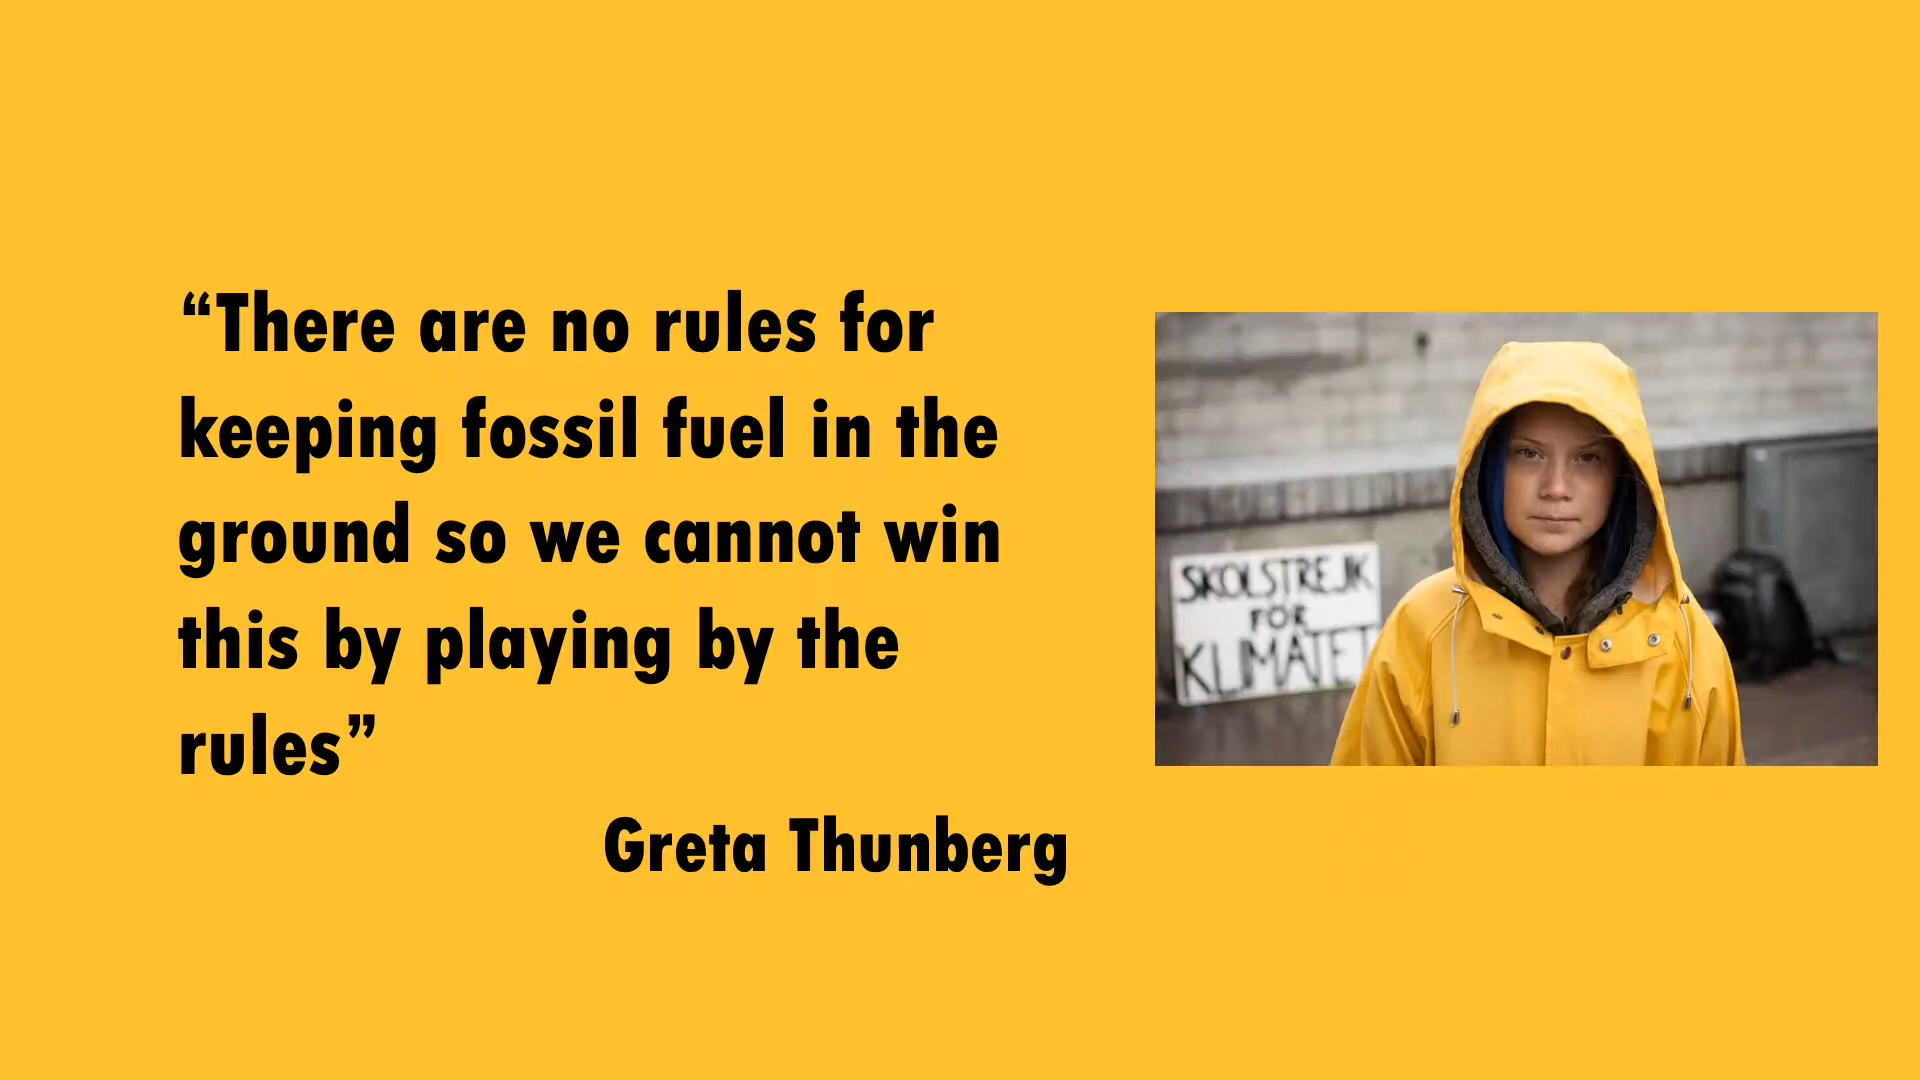 “There are no rules for
keeping fossil fuel in the
ground so we cannot win
this by playing by the
rules”
Greta Thunberg
SKOLSTREJK
FÖR
KLIMATET